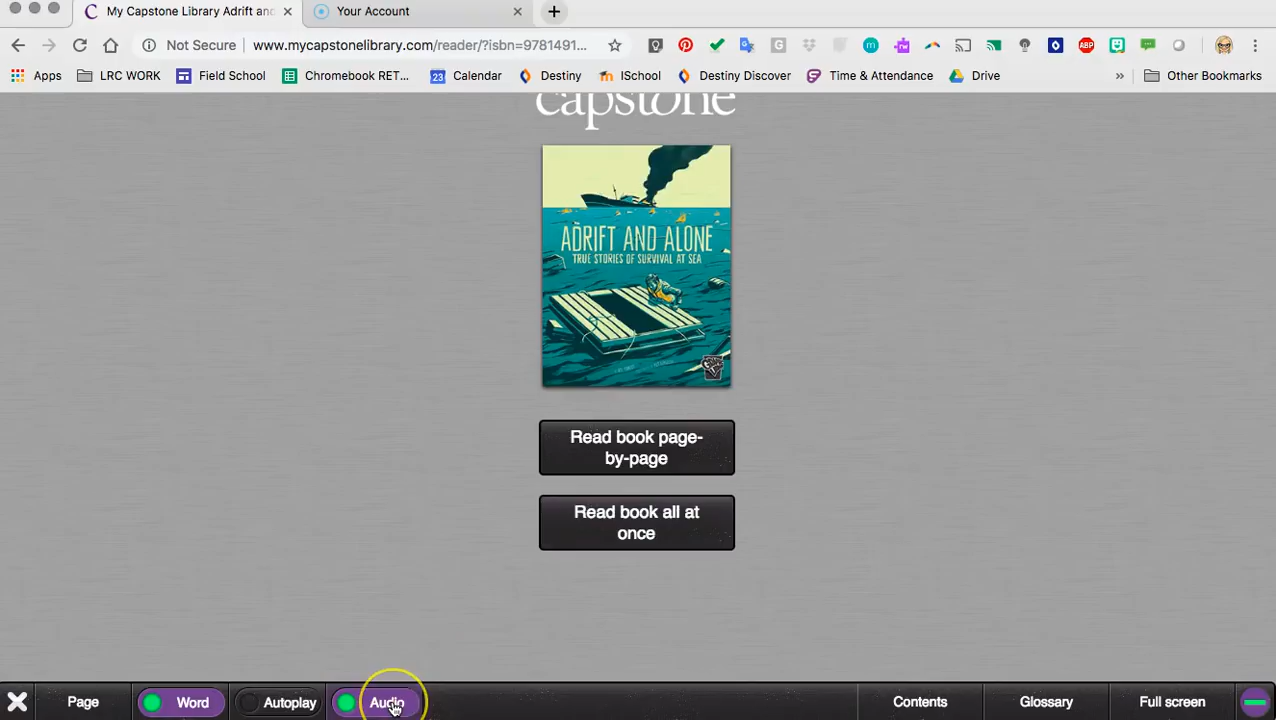 My Capstone Library Adrift and
Your Account
Not Secure
www.mycapstonelibrary.com/reader/?isbn=9781491...
Apps
LRC WORK
Field School
Chromebook RET...
23
Calendar
Destiny
ISchool
Destiny Discover
Time & Attendance
Drive
»
Other Bookmarks
capstone
ADRIFT AND ALONE
TRUE STORIES OF SURVIVAL AT SEA
Read book page-
by-page
Read book all at
once
Page
Word
Autoplay
Audio
Contents
Glossary
Full screen